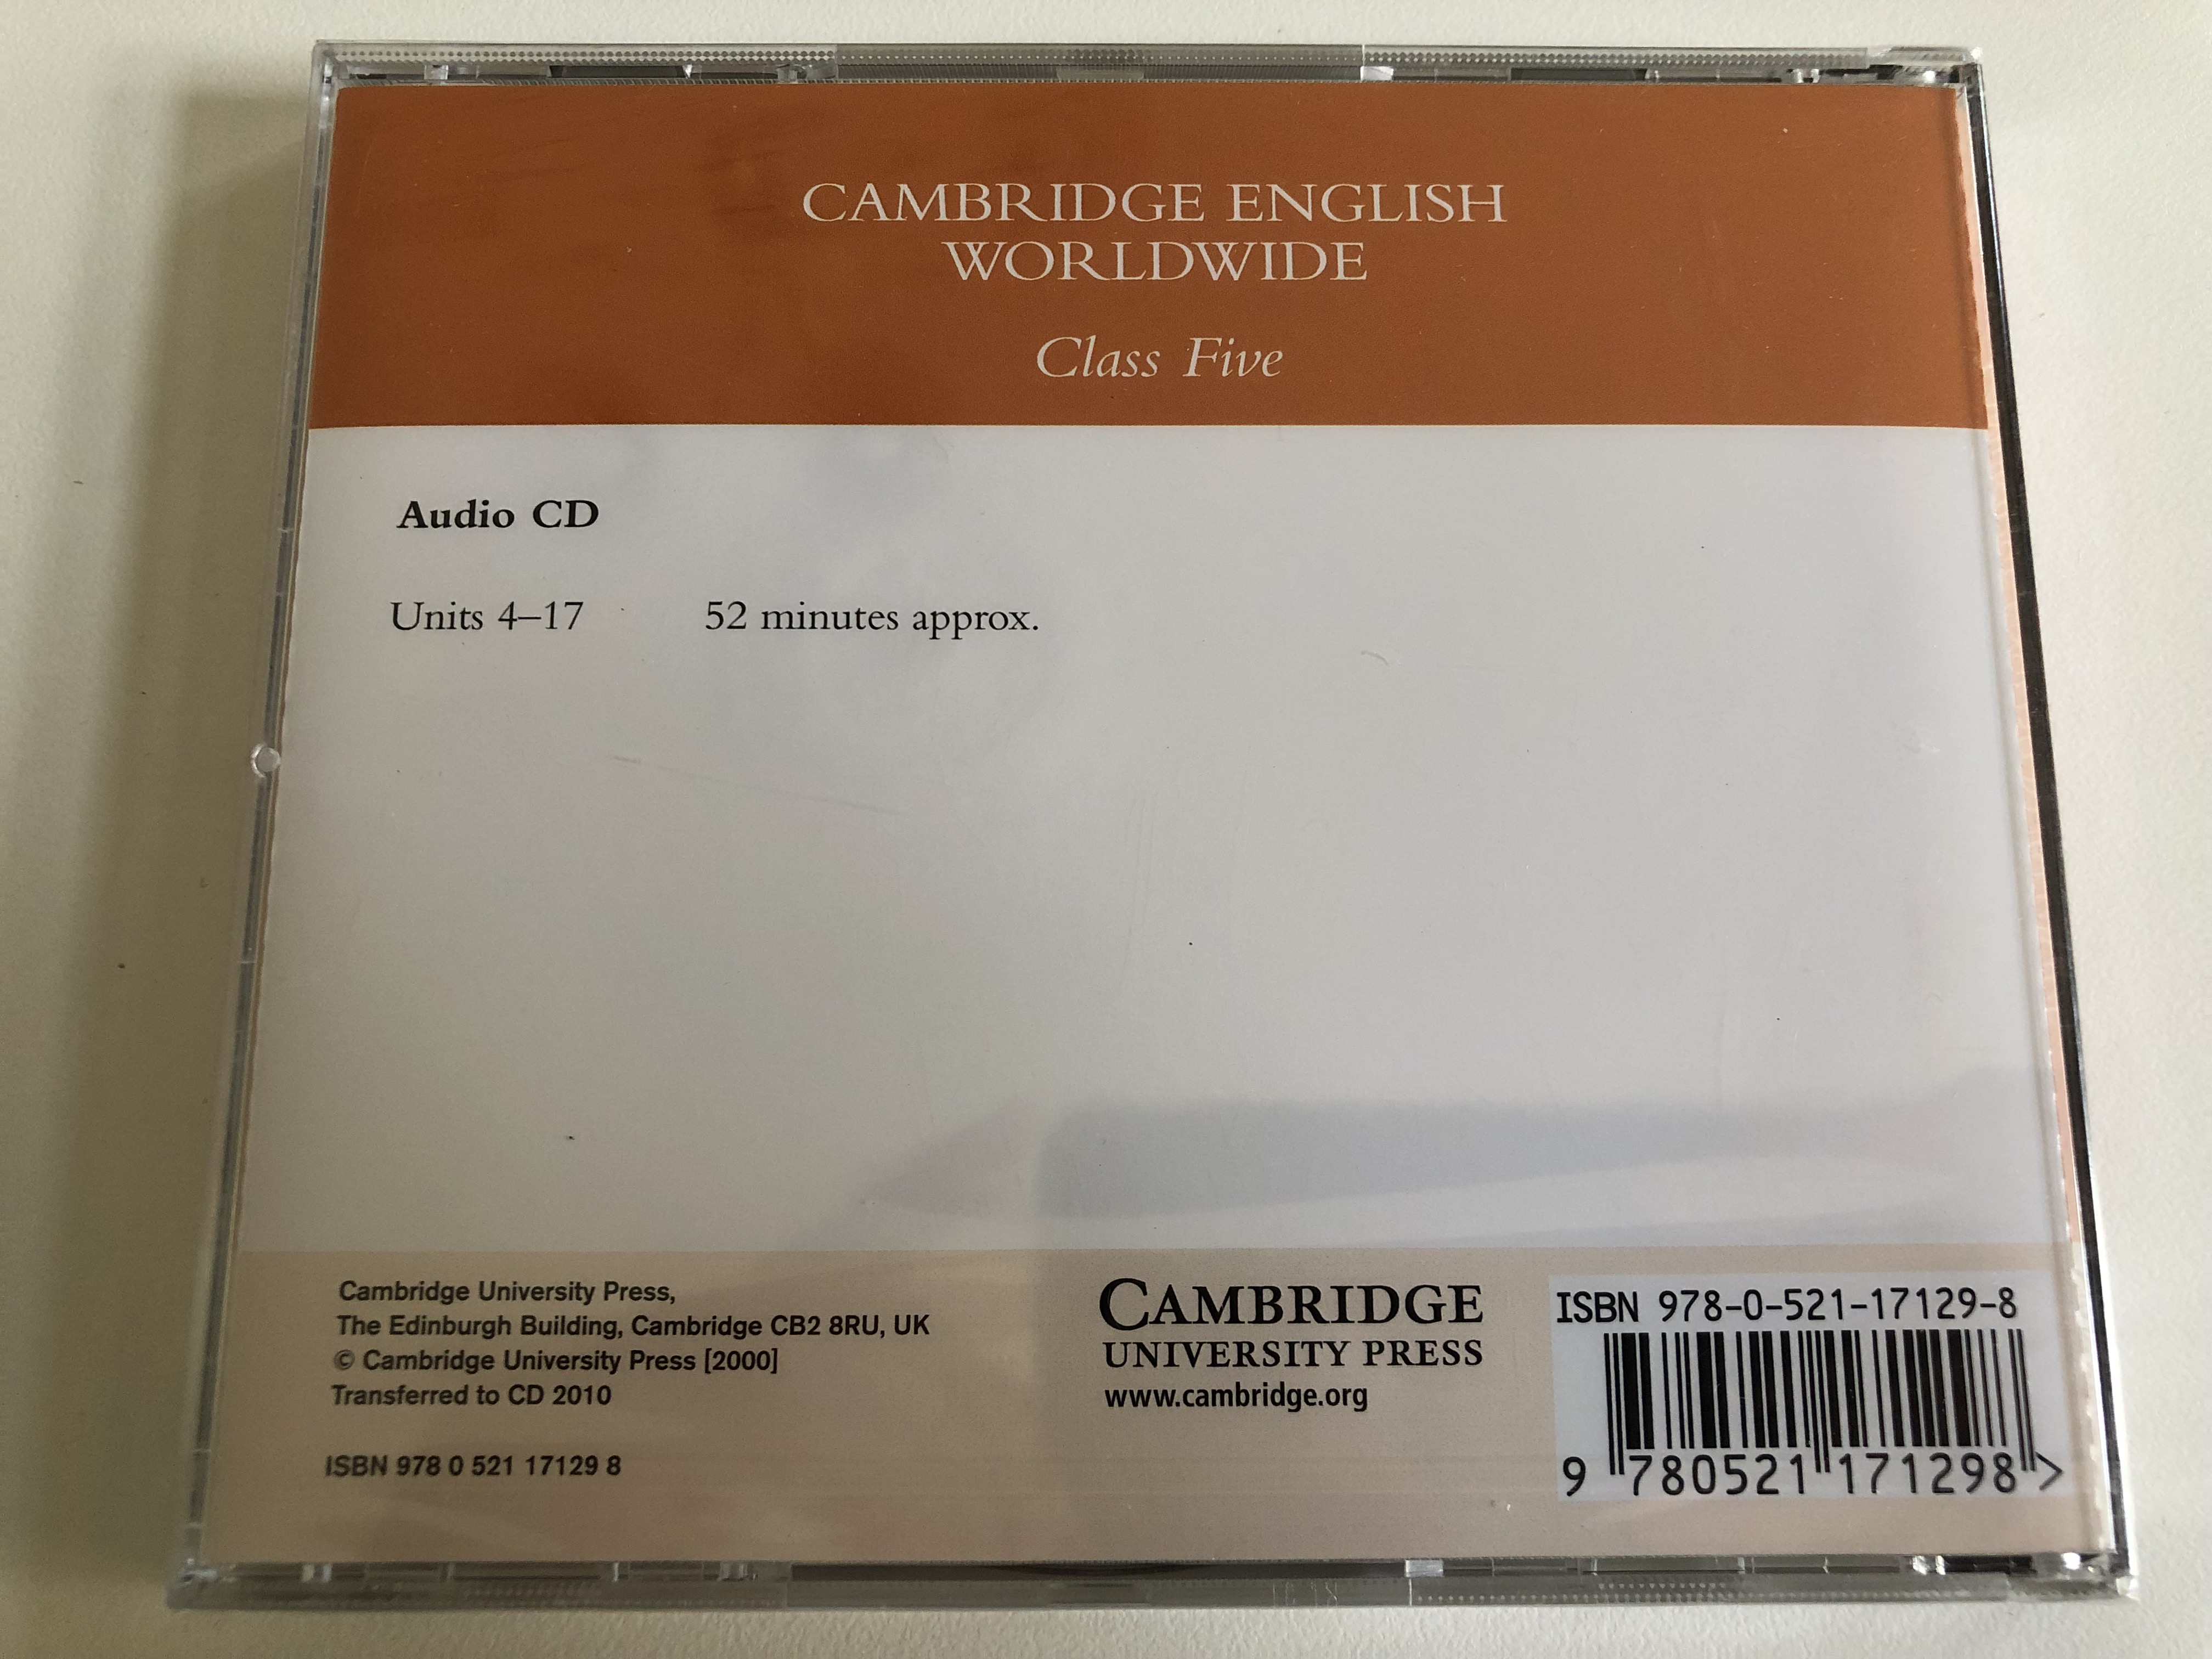 CAMBRIDGE ENGLISH
WORLDWIDE
Class Five
Audio CD
Units 4–17 52 minutes approx.
Cambridge University Press,
The Edinburgh Building, Cambridge CB2 8RU, UK
© Cambridge University Press [2000]
Transferred to CD 2010
ISBN 978 0 521 17129 8
CAMBRIDGE
UNIVERSITY PRESS
www.cambridge.org
ISBN 978-0-521-17129-8
9 780521 171298 >